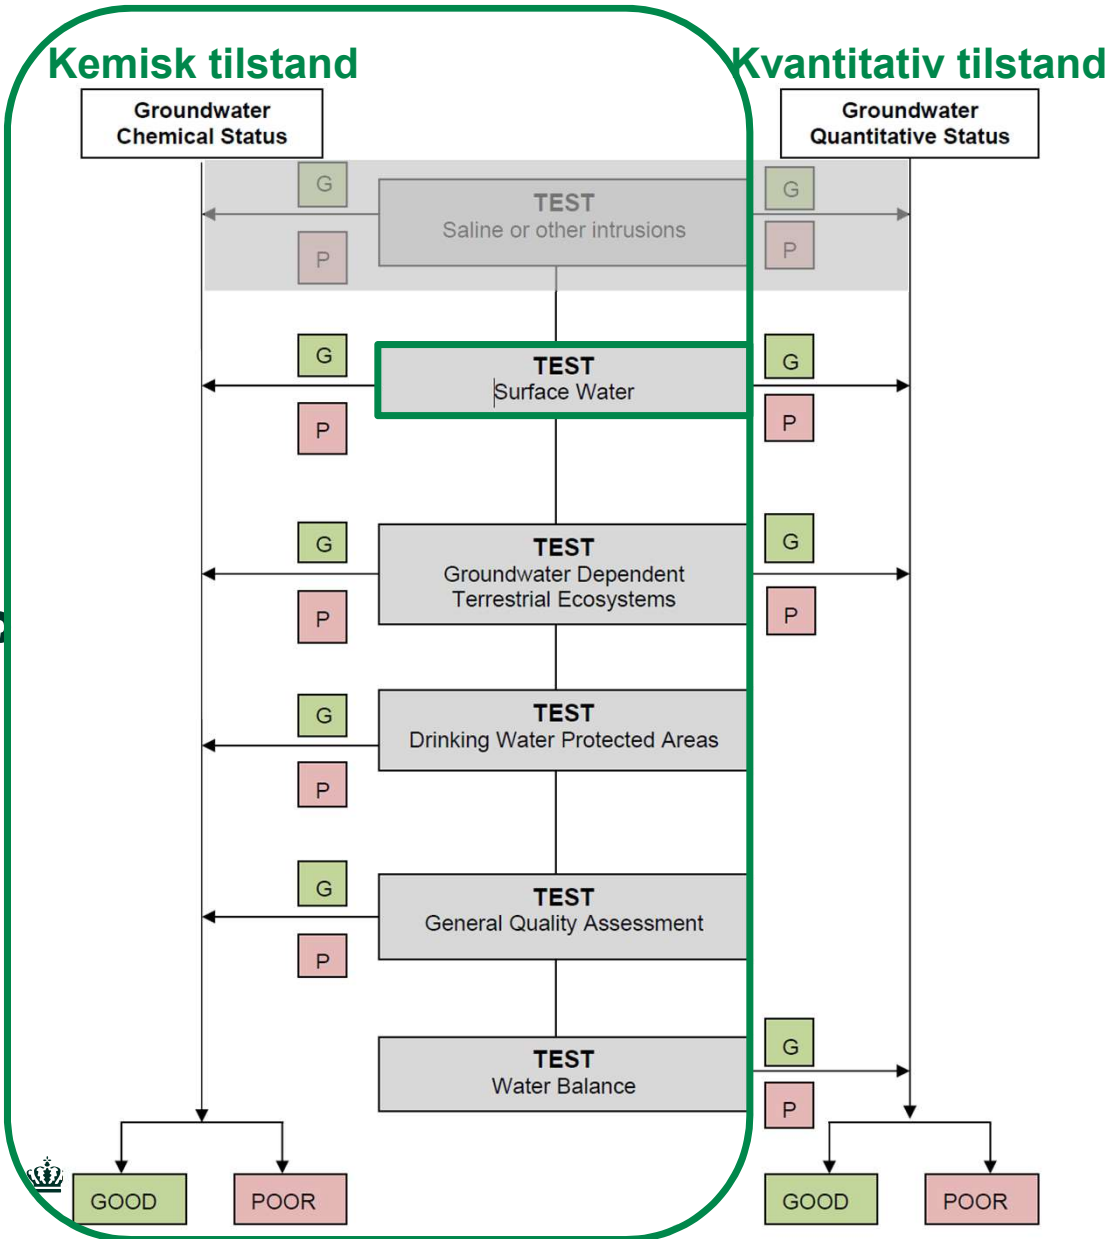 Kemisk tilstand
Kvantitativ tilstand
Groundwater
Chemical Status
Groundwater
Quantitative Status
G
TEST
Saline or other intrusions
G
P
P
G
TEST
Surface Water
G
P
P
G
TEST
Groundwater Dependent
Terrestrial Ecosystems
G
P
P
G
TEST
Drinking Water Protected Areas
P
G
TEST
General Quality Assessment
P
TEST
Water Balance
G
P
GOOD
POOR
GOOD
POOR